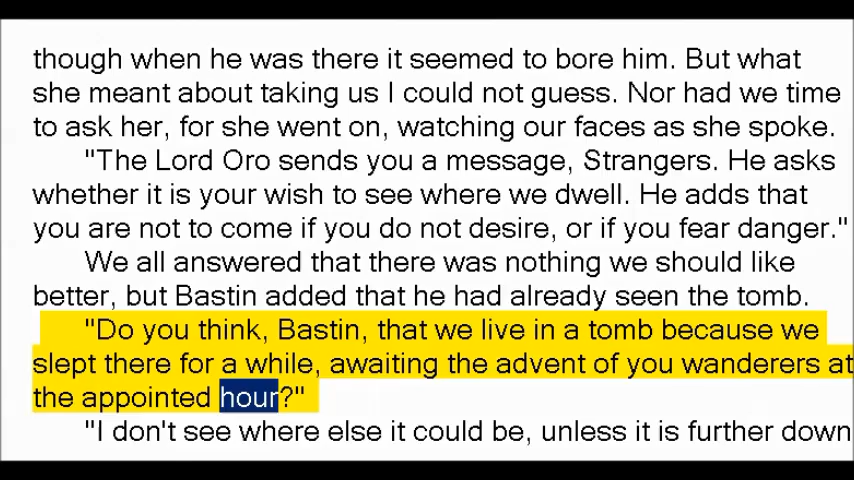 though when he was there it seemed to bore him. But what
she meant about taking us I could not guess. Nor had we time
to ask her, for she went on, watching our faces as she spoke.
"The Lord Oro sends you a message, Strangers. He asks
whether it is your wish to see where we dwell. He adds that
you are not to come if you do not desire, or if you fear danger."
We all answered that there was nothing we should like
better, but Bastin added that he had already seen the tomb.
"Do you think, Bastin, that we live in a tomb because we
slept there for a while, awaiting the advent of you wanderers at
the appointed hour?"
"I don't see where else it could be, unless it is further down